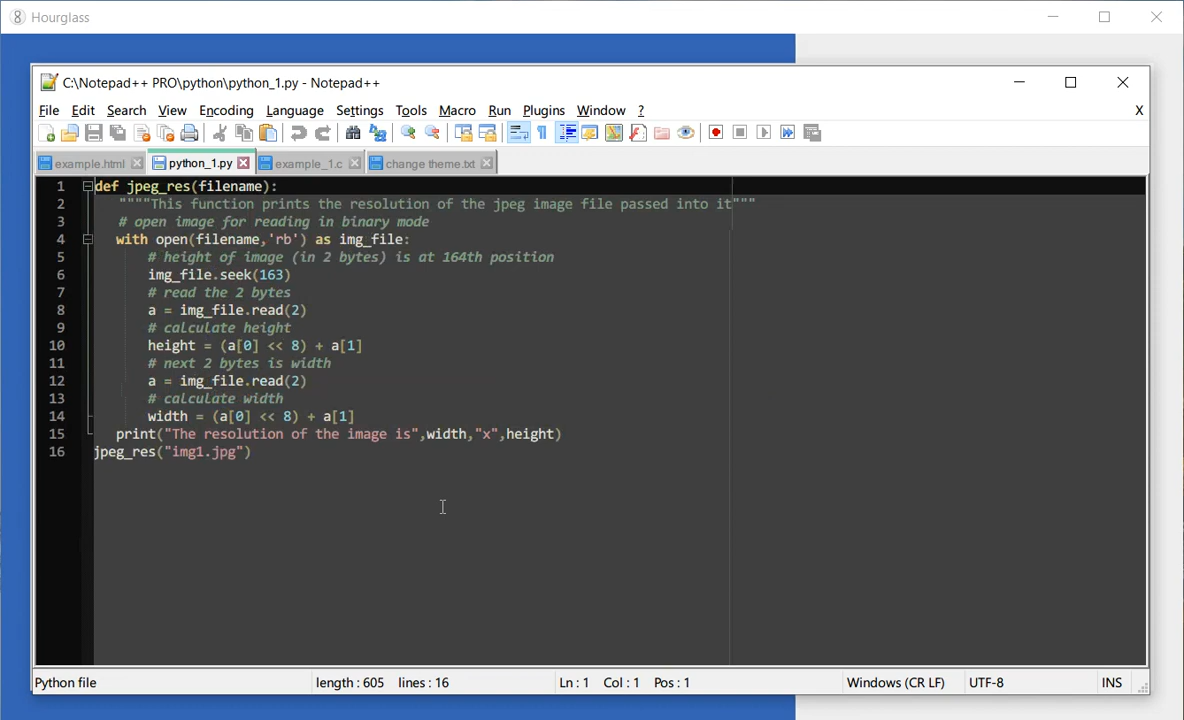 Hourglass
C:\Notepad++ PRO\python\python_1.py - Notepad++
File Edit Search View Encoding Language Settings Tools Macro Run Plugins Window ? X
example.html python_1.py example_1.c change theme.txt
1 def jpeg_res(filename):
2 """"This function prints the resolution of the jpeg image file passed into it"""
3 # open image for reading in binary mode
4 with open(filename,'rb') as img_file:
5 # height of image (in 2 bytes) is at 164th position
6 img_file.seek(163)
7 # read the 2 bytes
8 a = img_file.read(2)
9 # calculate height
10 height = (a[0] << 8) + a[1]
11 # next 2 bytes is width
12 a = img_file.read(2)
13 # calculate width
14 width = (a[0] << 8) + a[1]
15 print("The resolution of the image is",width,"x",height)
16 jpeg_res("img1.jpg")
Python file length : 605 lines : 16 Ln : 1 Col : 1 Pos : 1 Windows (CR LF) UTF-8 INS